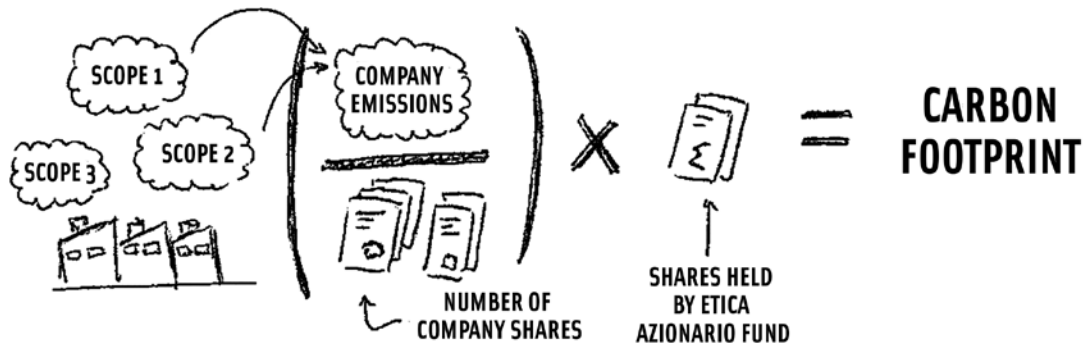 SCOPE 1
SCOPE 2
SCOPE 3
COMPANY
EMISSIONS
NUMBER OF
COMPANY SHARES
SHARES HELD
BY ETICA
AZIONARIO FUND
CARBON
FOOTPRINT